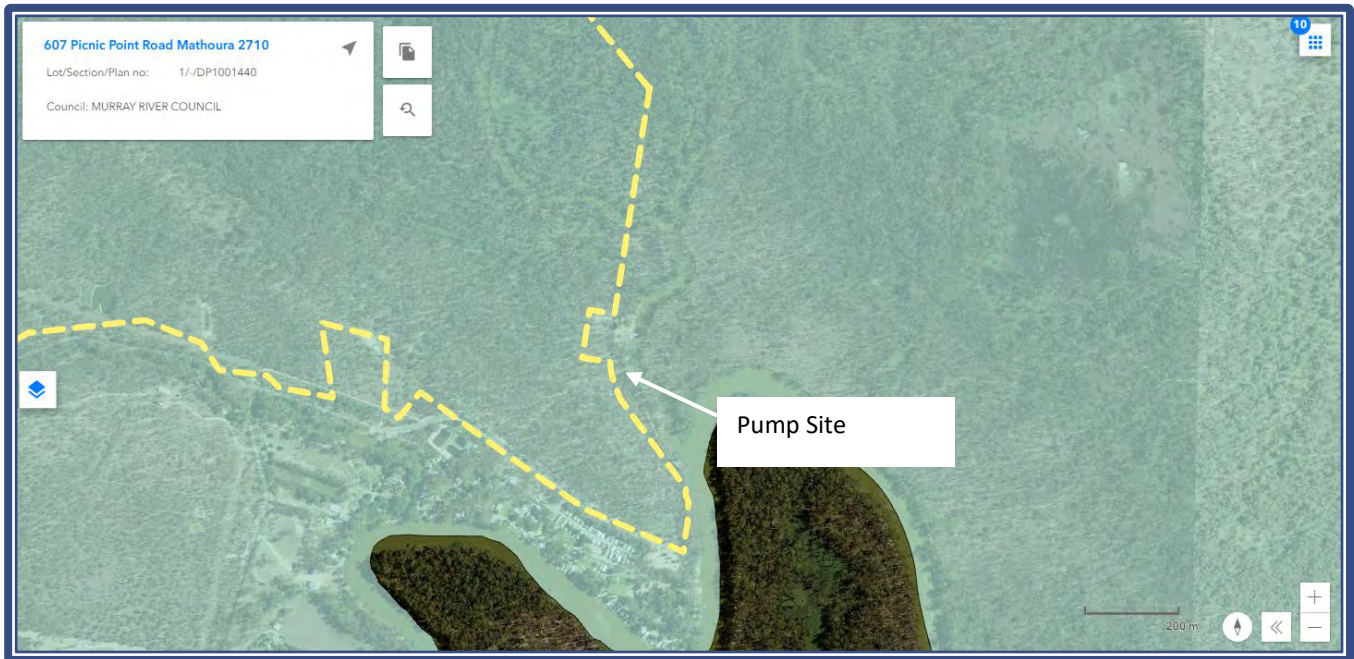 607 Picnic Point Road Mathoura 2710
Lot/Section/Plan no: 1/-/DP1001440
Council: MURRAY RIVER COUNCIL
10
Pump Site
200 m